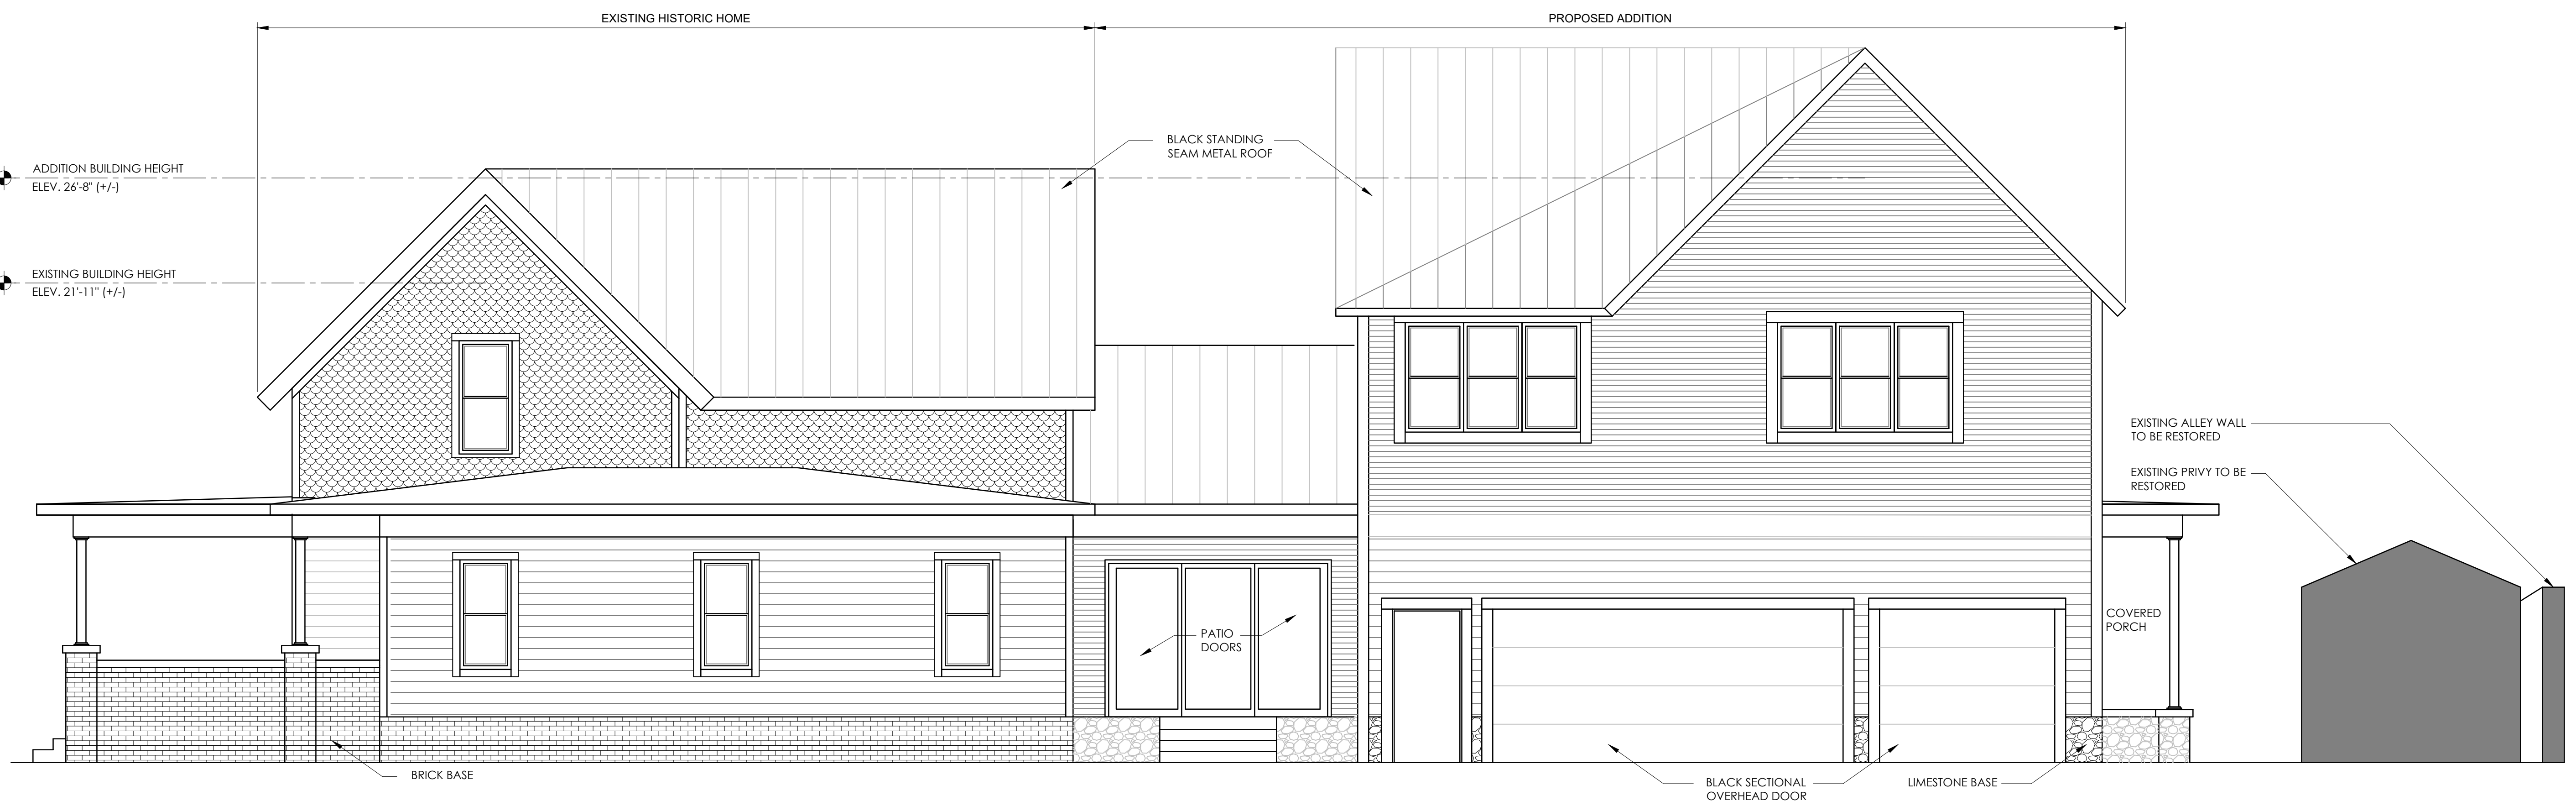 EXISTING HISTORIC HOME
PROPOSED ADDITION
BLACK STANDING
SEAM METAL ROOF
ADDITION BUILDING HEIGHT
ELEV. 26'-8" (+/-)
EXISTING BUILDING HEIGHT
ELEV. 21'-11" (+/-)
EXISTING ALLEY WALL
TO BE RESTORED
EXISTING PRIVY TO BE
RESTORED
COVERED
PORCH
PATIO
DOORS
BRICK BASE
BLACK SECTIONAL
OVERHEAD DOOR
LIMESTONE BASE